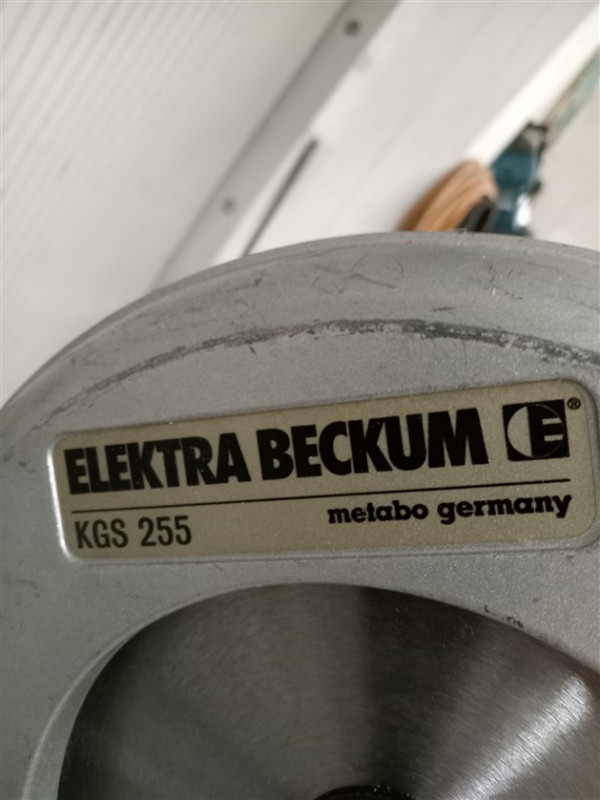 ELEKTRA BECKUM E®
KGS 255 metabo germany